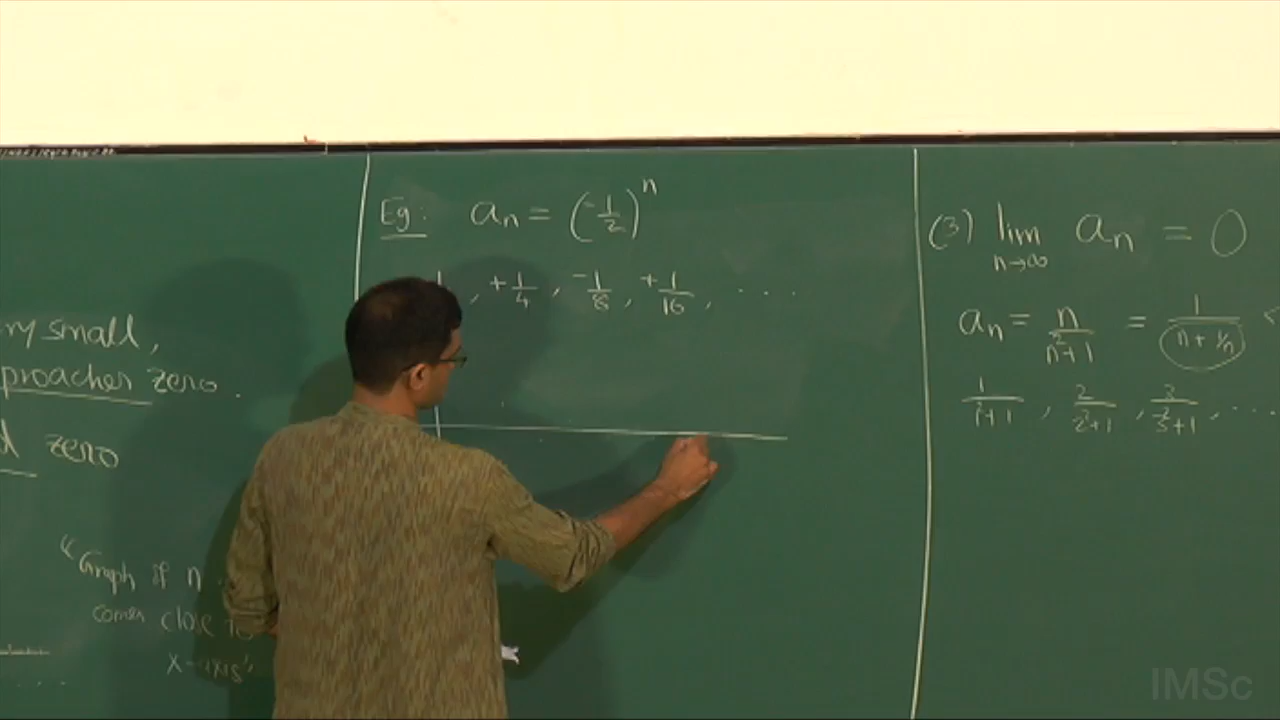 ry small,
proaches zero.
d zero
"Graph if n
comes close to
X-axis"
....
Eg: aₙ = (-1/2)ⁿ
1 , +1/4, -1/8, +1/16, ....
(3) lim n→∞ aₙ = 0
aₙ = n/(n²+1) = 1/(n + 1/n) <
1/(1²+1), 2/(2²+1), 3/(3²+1), ....
IMSc